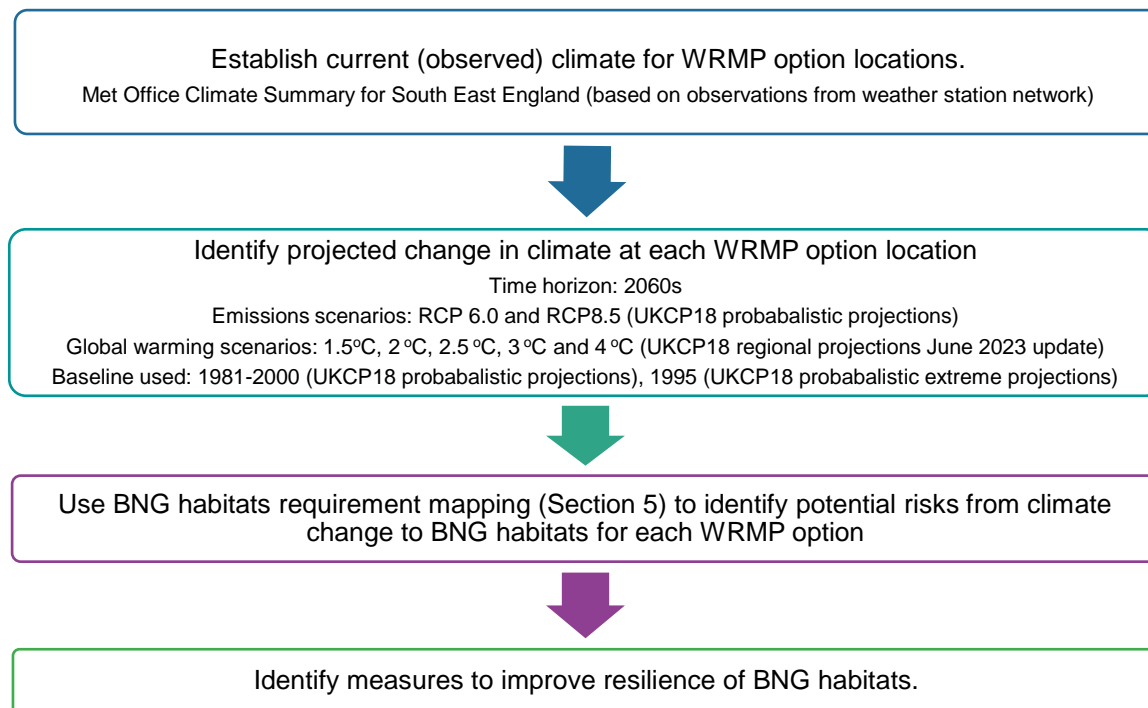 Establish current (observed) climate for WRMP option locations.
Met Office Climate Summary for South East England (based on observations from weather station network)
Identify projected change in climate at each WRMP option location
Time horizon: 2060s
Emissions scenarios: RCP 6.0 and RCP8.5 (UKCP18 probabalistic projections)
Global warming scenarios: 1.5°C, 2 °C, 2.5 °C, 3 °C and 4 °C (UKCP18 regional projections June 2023 update)
Baseline used: 1981-2000 (UKCP18 probabalistic projections), 1995 (UKCP18 probabalistic extreme projections)
Use BNG habitats requirement mapping (Section 5) to identify potential risks from climate
change to BNG habitats for each WRMP option
Identify measures to improve resilience of BNG habitats.